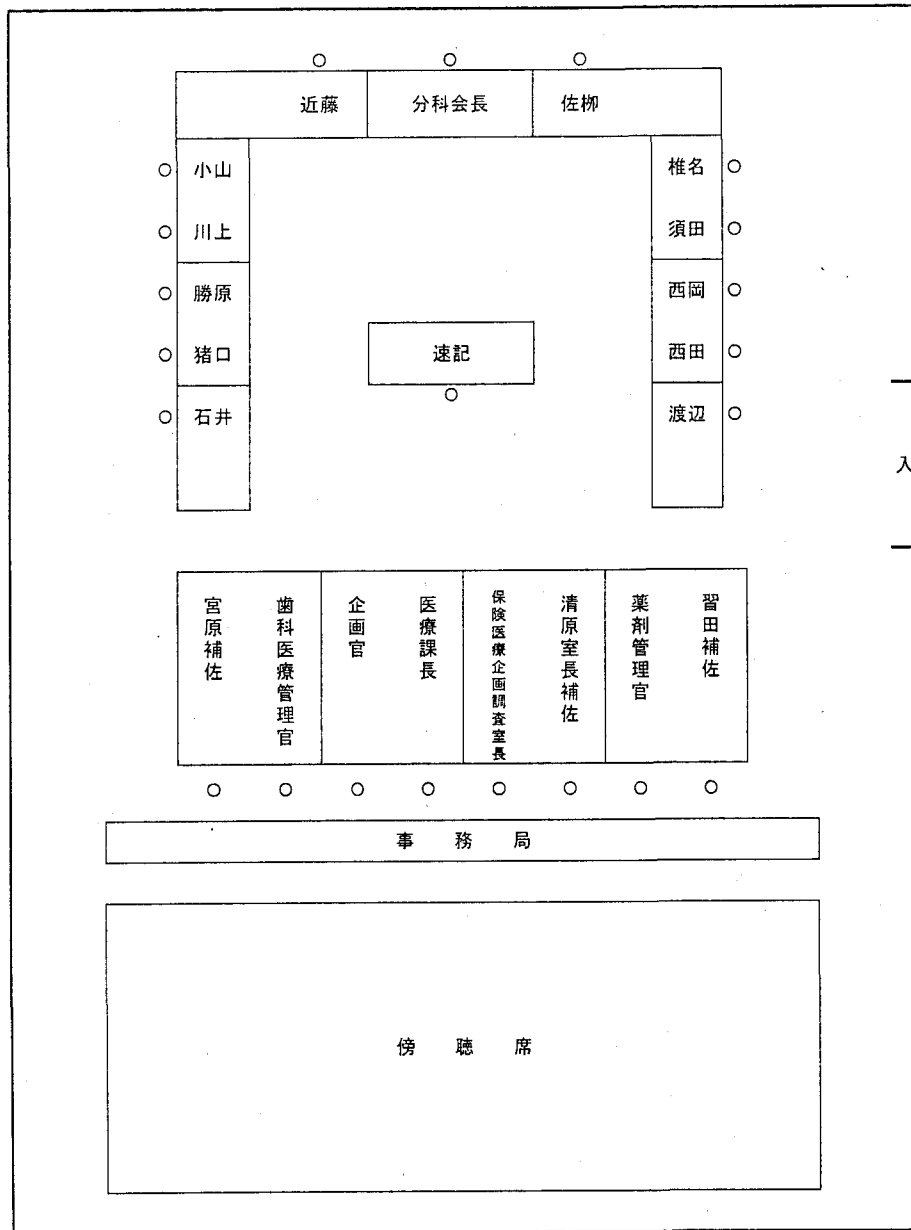 近藤 分科会長 佐栁
小山 椎名
川上 須田
勝原 西岡
猪口 速記 西田
石井 渡辺
入
宮原補佐
歯科医療管理官
企画官
医療課長
保険医療企画調査室長
清原室長補佐
薬剤管理官
習田補佐
事務局
傍聴席